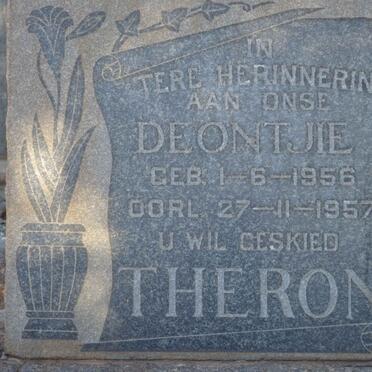 IN
TERE HERINNERIN
AAN ONSE
DEONTJIE
GEB. 1-6-1956
OORL. 27-11-1957
U WIL GESKIED
THERON